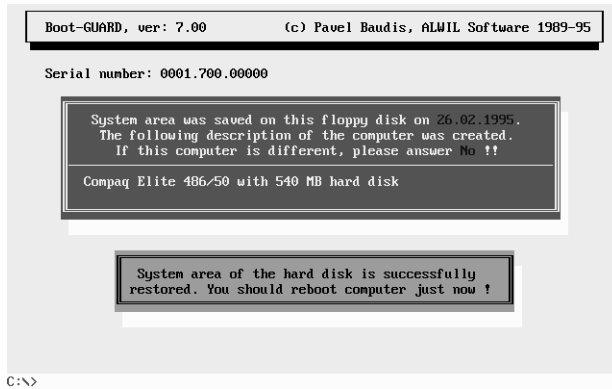 Boot-GUARD, ver: 7.00 (c) Pavel Baudis, ALWIL Software 1989-95
Serial number: 0001.700.00000
System area was saved on this floppy disk on 26.02.1995.
The following description of the computer was created.
If this computer is different, please answer No !!
Compaq Elite 486/50 with 540 MB hard disk
System area of the hard disk is successfully
restored. You should reboot computer just now !
C:\>